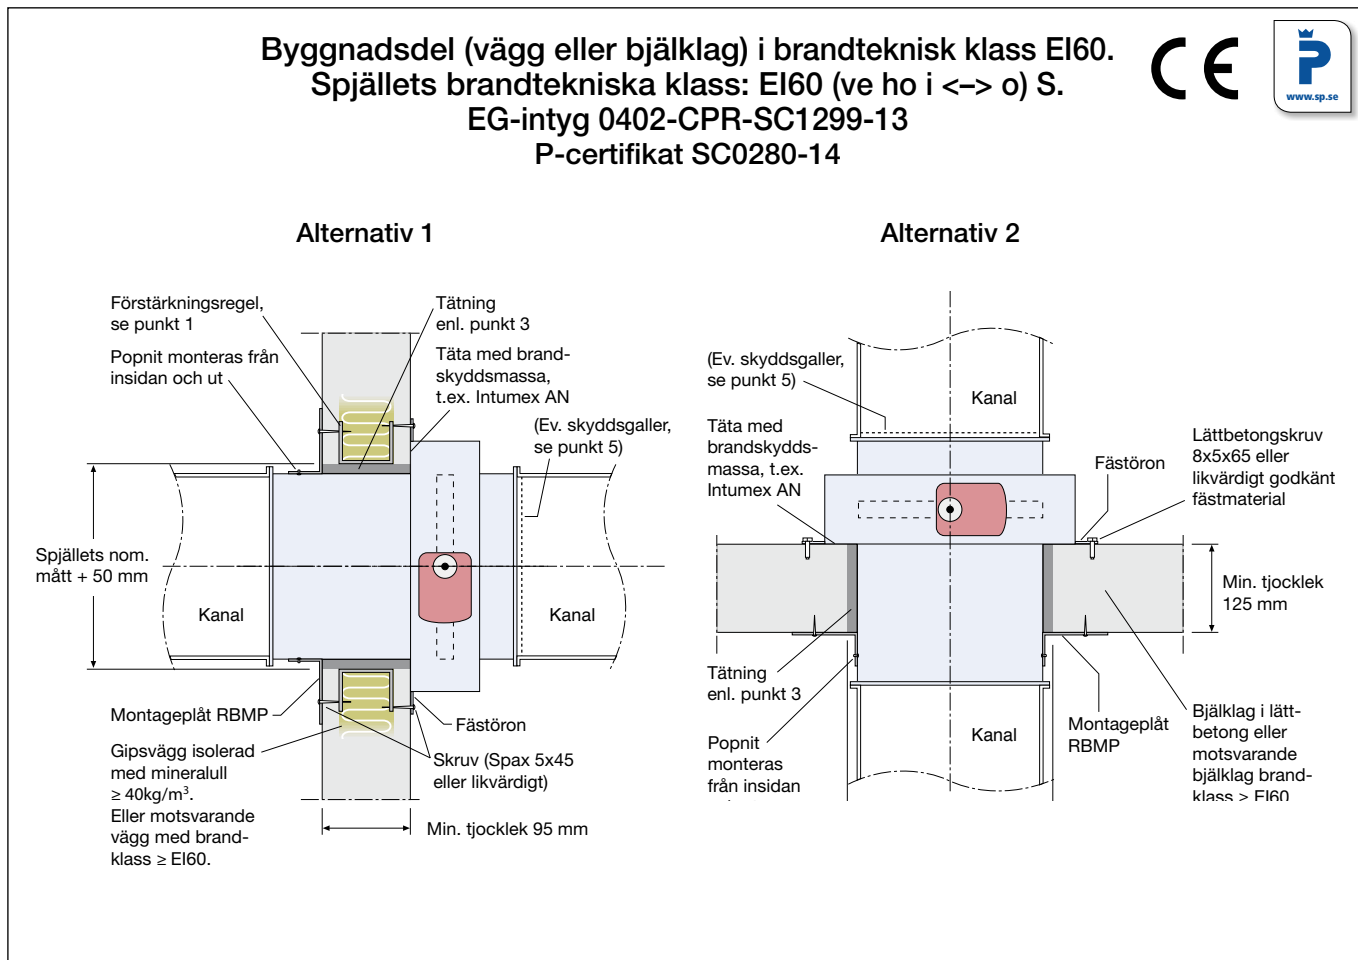 Byggnadsdel (vägg eller bjälklag) i brandteknisk klass EI60.
Spjällets brandtekniska klass: EI60 (ve ho i <–> o) S.
EG-intyg 0402-CPR-SC1299-13
P-certifikat SC0280-14
CE
P
www.sp.se
Alternativ 1
Förstärkningsregel,
se punkt 1
Popnit monteras från
insidan och ut
Tätning
enl. punkt 3
Täta med brand-
skyddsmassa,
t.ex. Intumex AN
(Ev. skyddsgaller,
se punkt 5)
Spjällets nom.
mått + 50 mm
Kanal
Kanal
Montageplåt RBMP
Gipsvägg isolerad
med mineralull
≥ 40kg/m³.
Eller motsvarande
vägg med brand-
klass ≥ EI60.
Fästöron
Skruv (Spax 5x45
eller likvärdigt)
Min. tjocklek 95 mm
Alternativ 2
(Ev. skyddsgaller,
se punkt 5)
Kanal
Täta med
brandskydds-
massa, t.ex.
Intumex AN
Fästöron
Lättbetongskruv
8x5x65 eller
likvärdigt godkänt
fästmaterial
Min. tjocklek
125 mm
Tätning
enl. punkt 3
Popnit
monteras
från insidan
Kanal
Montageplåt
RBMP
Bjälklag i lätt-
betong eller
motsvarande
bjälklag brand-
klass ≥ EI60